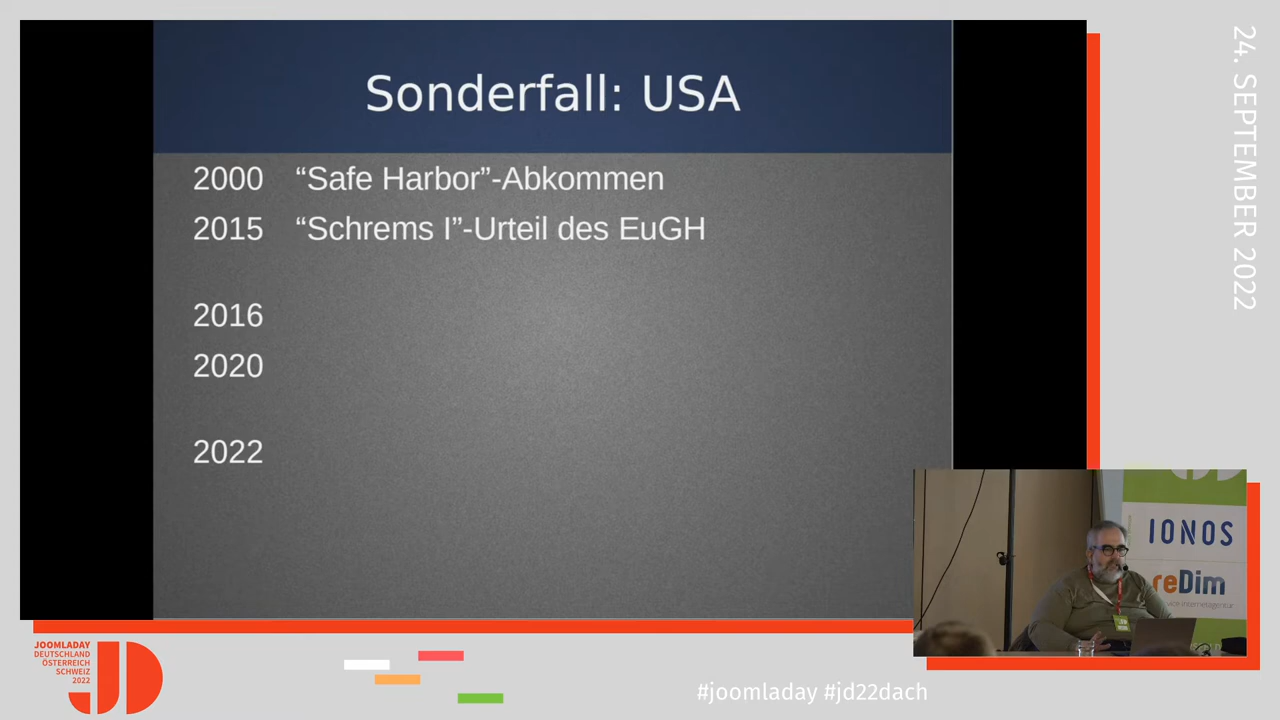 Sonderfall: USA
2000 “Safe Harbor”-Abkommen
2015 “Schrems I”-Urteil des EuGH
2016
2020
2022
24. SEPTEMBER 2022
IONOS
reDim
JOOMLADAY
DEUTSCHLAND
ÖSTERREICH
SCHWEIZ
2022
JD
#joomladay #jd22dach